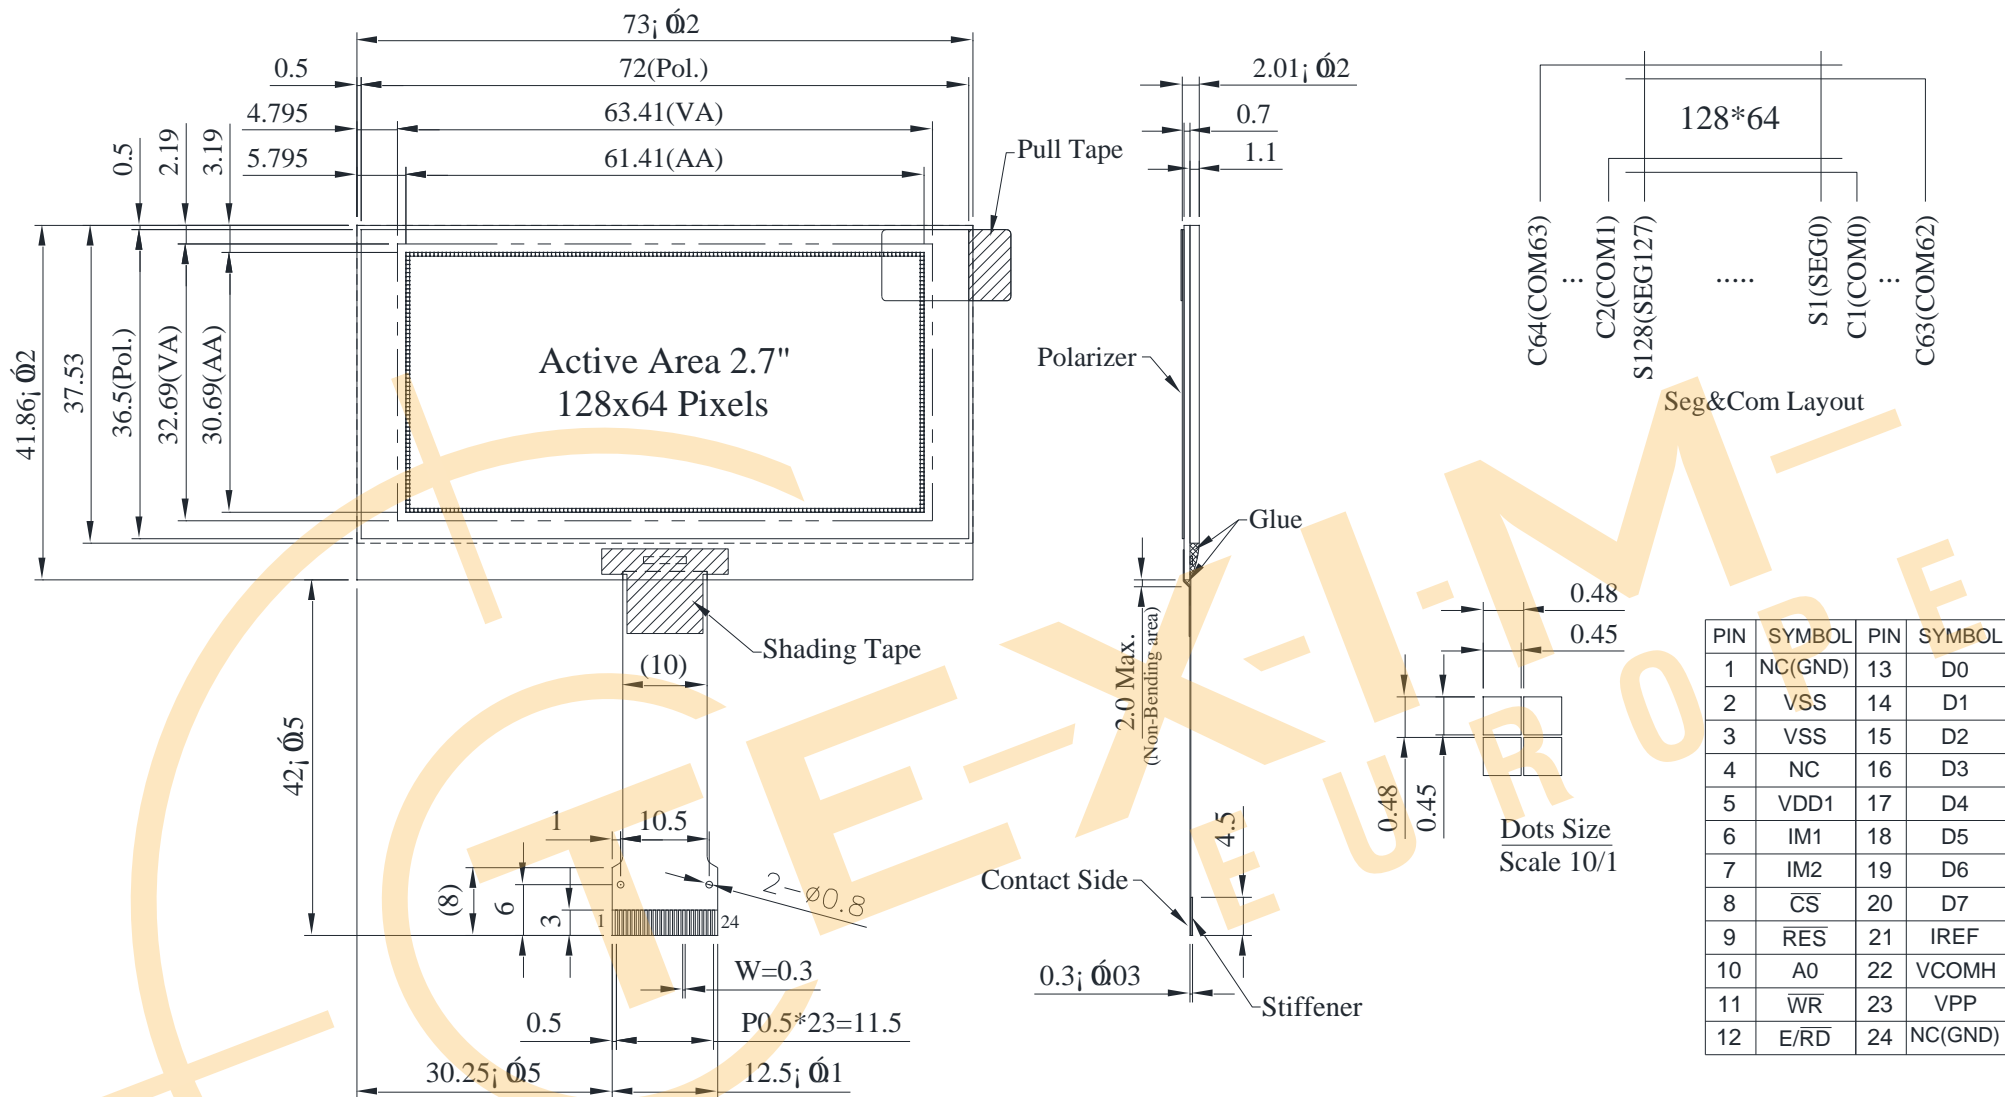 73¡Ó0.2
0.5
72(Pol.)
4.795
63.41(VA)
5.795
61.41(AA)
0.5
2.19
3.19
Pull Tape
41.86¡Ó0.2
37.53
36.5(Pol.)
32.69(VA)
30.69(AA)
Active Area 2.7"
128x64 Pixels
Shading Tape
(10)
42¡Ó0.5
1
10.5
(8)
6
3
1
24
2-ø0.8
W=0.3
0.5
P0.5*23=11.5
30.25¡Ó0.5
12.5¡Ó0.1
2.01¡Ó0.2
0.7
1.1
Polarizer
Glue
2.0 Max.
(Non-Bending area)
4.5
Contact Side
0.3¡Ó0.03
Stiffener
128*64
C64(COM63)
...
C2(COM1)
S128(SEG127)
.....
S1(SEG0)
C1(COM0)
...
C63(COM62)
Seg&Com Layout
0.48
0.45
0.48
0.45
Dots Size
Scale 10/1
PIN SYMBOL PIN SYMBOL
1 NC(GND) 13 D0
2 VSS 14 D1
3 VSS 15 D2
4 NC 16 D3
5 VDD1 17 D4
6 IM1 18 D5
7 IM2 19 D6
8 C̅S̅ 20 D7
9 R̅E̅S̅ 21 IREF
10 A0 22 VCOMH
11 W̅R̅ 23 VPP
12 E/R̅D̅ 24 NC(GND)
TEXIM
EUROPE